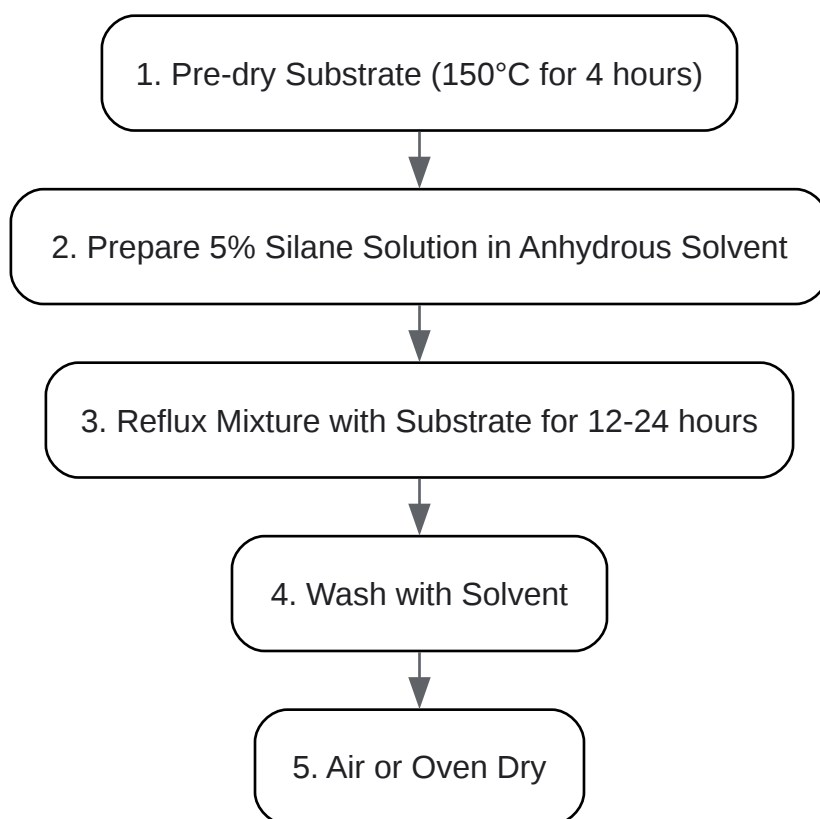 1. Pre-dry Substrate (150°C for 4 hours)
2. Prepare 5% Silane Solution in Anhydrous Solvent
3. Reflux Mixture with Substrate for 12-24 hours
4. Wash with Solvent
5. Air or Oven Dry